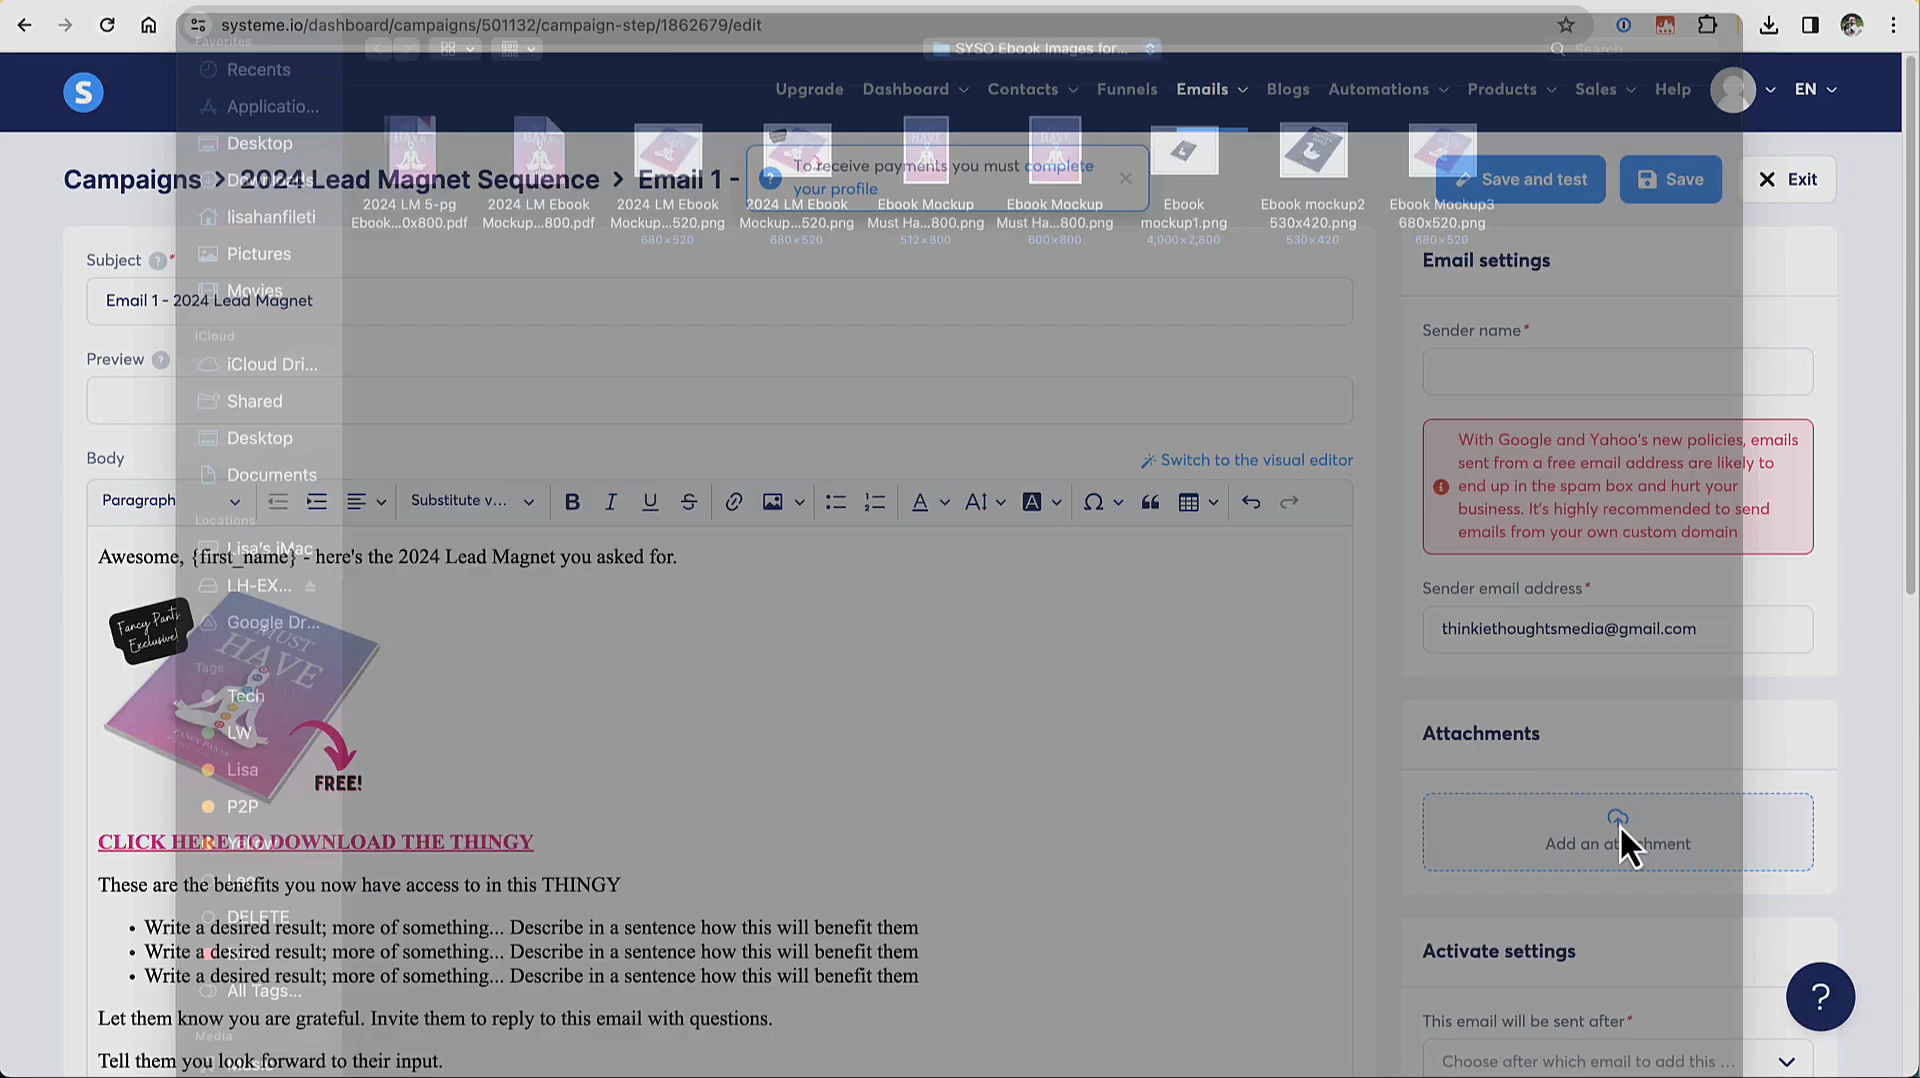 systeme.io/dashboard/campaigns/501132/campaign-step/1862679/edit
Favorites
SYSO Ebook Images for...
Search
Recents
Applicatio...
Desktop
Downloads
lisahanfileti
Pictures
Movies
iCloud
iCloud Dri...
Shared
Desktop
Documents
Locations
Lisa's iMac
LH-EX...
Google Dr...
Tags
Tech
LW
Lisa
P2P
Yellow
DELETE
All Tags...
Media
Music
S
Upgrade
Dashboard
Contacts
Funnels
Emails
Blogs
Automations
Products
Sales
Help
EN
Campaigns > 2024 Lead Magnet Sequence > Email 1 -
To receive payments you must complete
your profile
Save and test
Save
Exit
2024 LM 5-pg
Ebook...0x800.pdf
2024 LM Ebook
Mockup...800.pdf
2024 LM Ebook
Mockup...520.png
680×520
2024 LM Ebook
Mockup...520.png
680×520
Ebook Mockup
Must Ha...800.png
512×800
Ebook Mockup
Must Ha...800.png
600×800
Ebook
mockup1.png
4,000×2,800
Ebook mockup2
530x420.png
530×420
Ebook Mockup3
680x520.png
680×520
Subject ? *
Email 1 - 2024 Lead Magnet
Preview ?
Body
Switch to the visual editor
Paragraph
Substitute v...
Awesome, {first_name} - here's the 2024 Lead Magnet you asked for.
Fancy Pants
Exclusive!
MUST
HAVE
FREE!
CLICK HERE TO DOWNLOAD THE THINGY
These are the benefits you now have access to in this THINGY
• Write a desired result; more of something... Describe in a sentence how this will benefit them
• Write a desired result; more of something... Describe in a sentence how this will benefit them
• Write a desired result; more of something... Describe in a sentence how this will benefit them
Let them know you are grateful. Invite them to reply to this email with questions.
Tell them you look forward to their input.
Email settings
Sender name*
With Google and Yahoo's new policies, emails
sent from a free email address are likely to
end up in the spam box and hurt your
business. It's highly recommended to send
emails from your own custom domain
Sender email address*
thinkiethoughtsmedia@gmail.com
Attachments
Add an attachment
Activate settings
This email will be sent after*
Choose after which email to add this ...
?